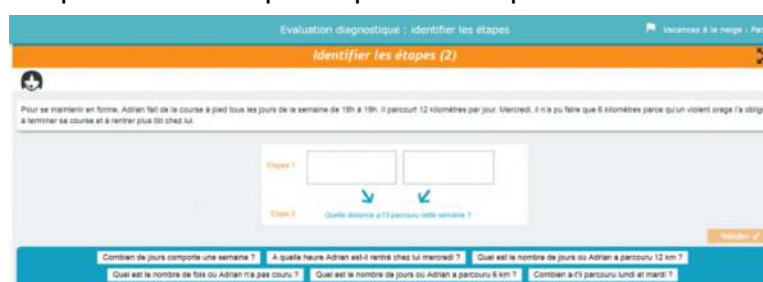 Evaluation diagnostique : identifier les étapes
Vacances à la neige : Par
Identifier les étapes (2)
Pour se maintenir en forme, Adrian fait de la course à pied tous les jours de la semaine de 18h à 19h. Il parcourt 12 kilomètres par jour. Mercredi, il n'a pu faire que 6 kilomètres parce qu'un violent orage l'a oblig
à terminer sa course et à rentrer plus tôt chez lui.
Etape 1
Etape 2
Quelle distance a-t'il parcouru cette semaine ?
Valider
Combien de jours comporte une semaine ?
A quelle heure Adrian est-il rentré chez lui mercredi ?
Quel est le nombre de jours où Adrian a parcouru 12 km ?
Quel est le nombre de fois où Adrian n'a pas couru ?
Quel est le nombre de jours où Adrian a parcouru 6 km ?
Combien a-t'il parcouru lundi et mardi ?